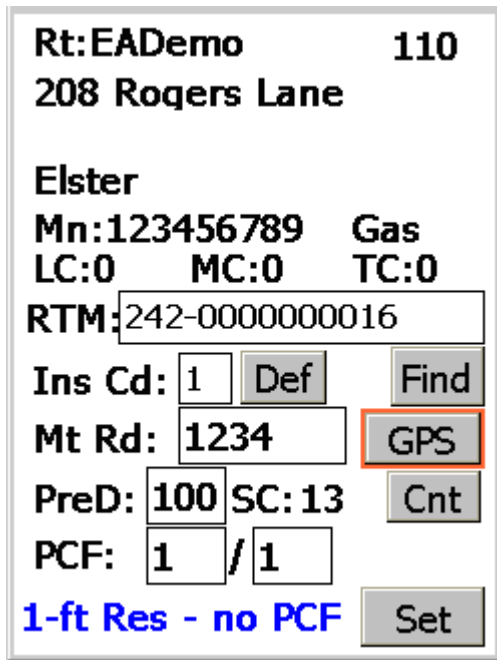 Rt:EADemo 110
208 Rogers Lane
Elster
Mn:123456789 Gas
LC:0 MC:0 TC:0
RTM:242-0000000016
Ins Cd: 1 Def Find
Mt Rd: 1234 GPS
PreD: 100 SC:13 Cnt
PCF: 1 / 1
1-ft Res - no PCF Set